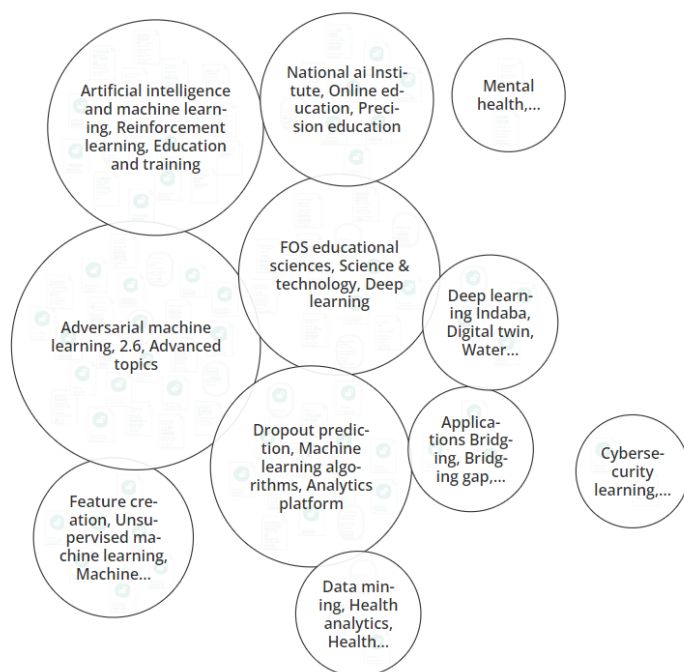 Artificial intelligence
and machine learn-
ing, Reinforcement
learning, Education
and training
National ai Insti-
tute, Online ed-
ucation, Preci-
sion education
Mental
health,...
FOS educational
sciences, Science &
technology, Deep
learning
Deep learn-
ing Indaba,
Digital twin,
Water...
Adversarial machine
learning, 2.6, Advanced
topics
Dropout predic-
tion, Machine
learning algo-
rithms, Analytics
platform
Applica-
tions Bridg-
ing, Bridg-
ing gap,...
Cyberse-
curity
learning,...
Feature cre-
ation, Unsu-
pervised ma-
chine learning,
Machine...
Data min-
ing, Health
analytics,
Health...